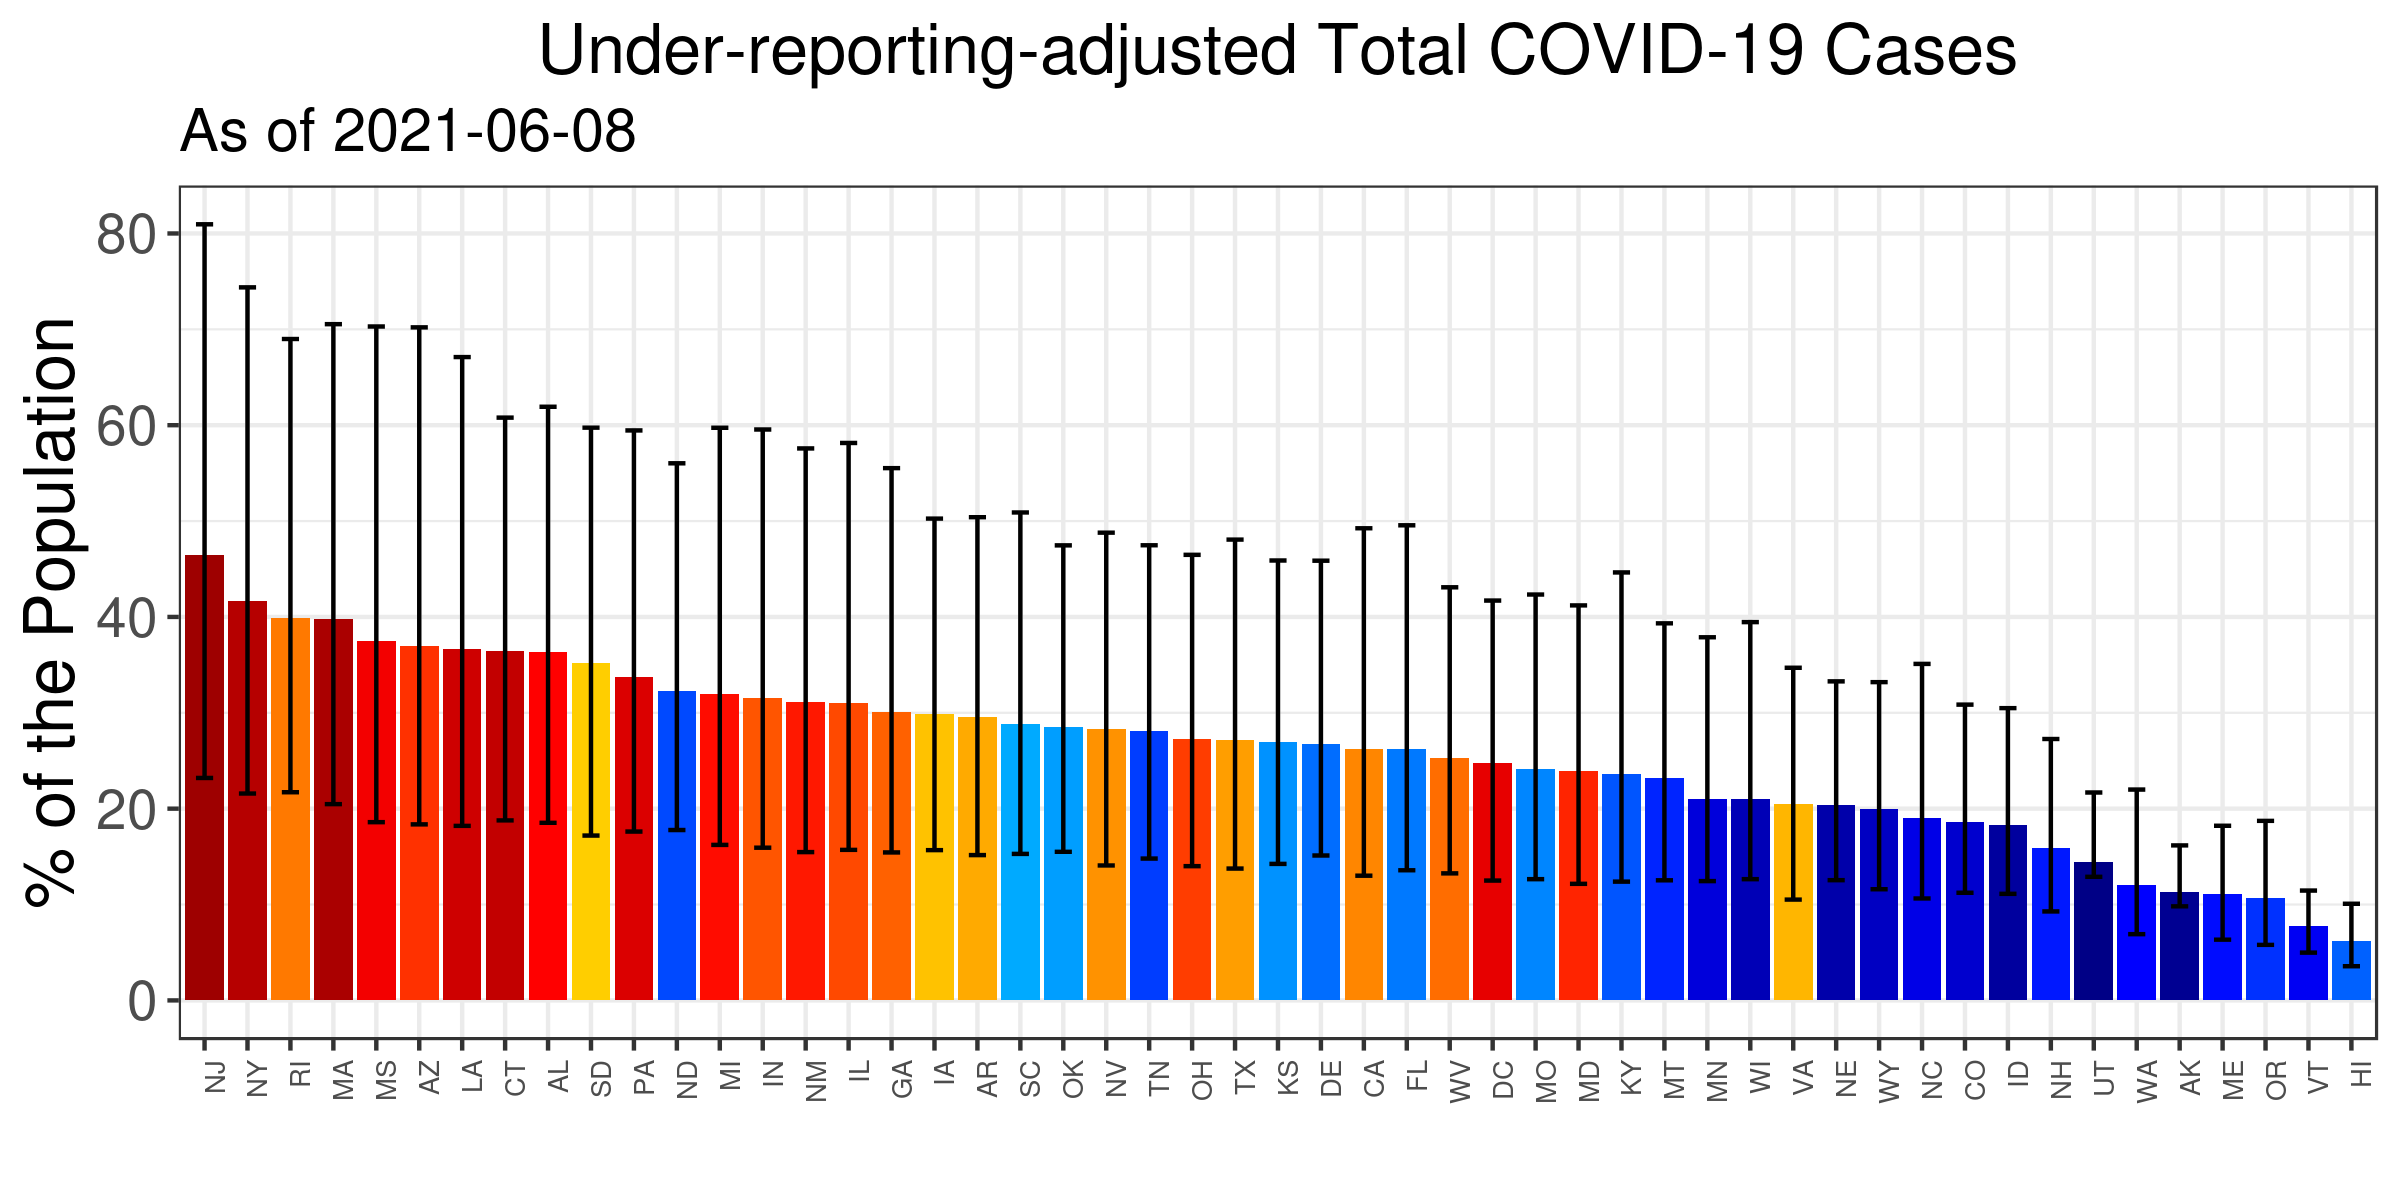 Under-reporting-adjusted Total COVID-19 Cases
As of 2021-06-08
% of the Population
80
60
40
20
0
NJ NY RI MA MS AZ LA CT AL SD PA ND MI IN NM IL GA IA AR SC OK NV TN OH TX KS DE CA FL WV DC MO MD KY MT MN WI VA NE WY NC CO ID NH UT WA AK ME OR VT HI